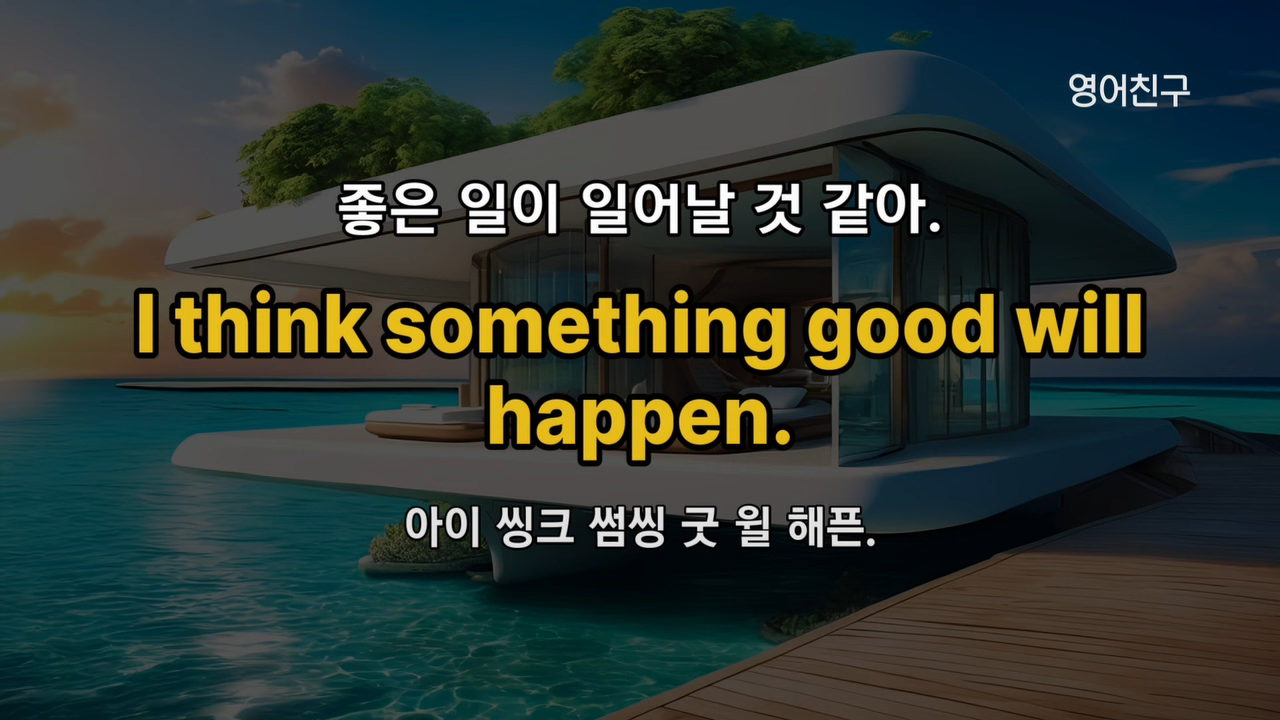 영어친구
좋은 일이 일어날 것 같아.
I think something good will
happen.
아이 씽크 썸씽 굿 윌 해픈.